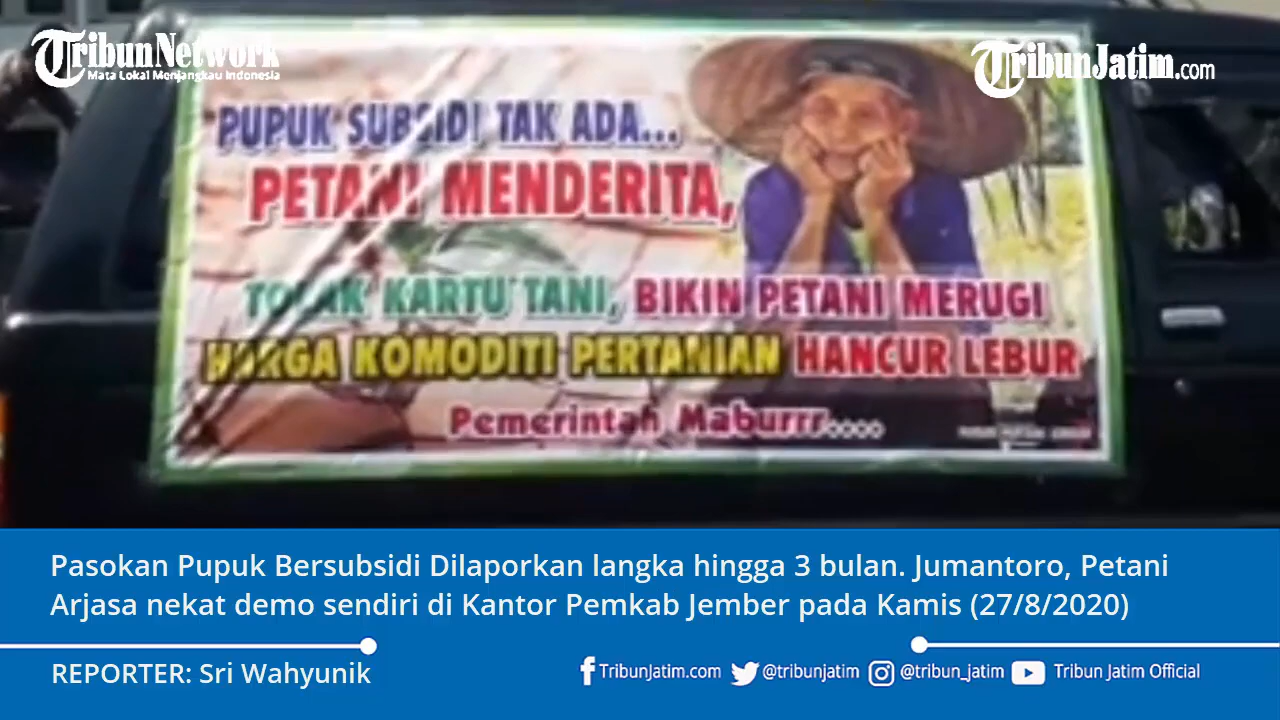 TribunNetwork
Mata Lokal Menjangkau Indonesia
TribunJatim.com
PUPUK SUBSIDI TAK ADA...
PETANI MENDERITA,
TOLAK KARTU TANI, BIKIN PETANI MERUGI
HARGA KOMODITI PERTANIAN HANCUR LEBUR
Pemerintah Maburrr....
Pasokan Pupuk Bersubsidi Dilaporkan langka hingga 3 bulan. Jumantoro, Petani
Arjasa nekat demo sendiri di Kantor Pemkab Jember pada Kamis (27/8/2020)
REPORTER: Sri Wahyunik
TribunJatim.com @tribunjatim @tribun_jatim Tribun Jatim Official